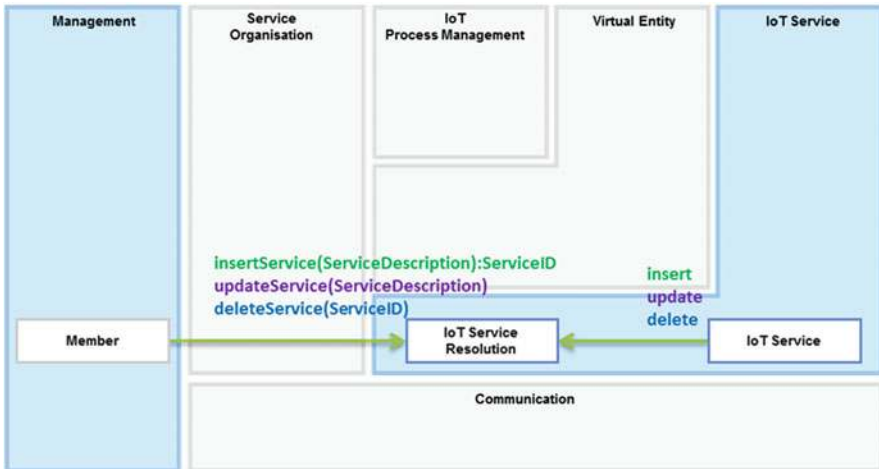 Management
Service
Organisation
IoT
Process Management
Virtual Entity
IoT Service
insertService(ServiceDescription):ServiceID
updateService(ServiceDescription)
deleteService(ServiceID)
insert
update
delete
Member
IoT Service
Resolution
IoT Service
Communication